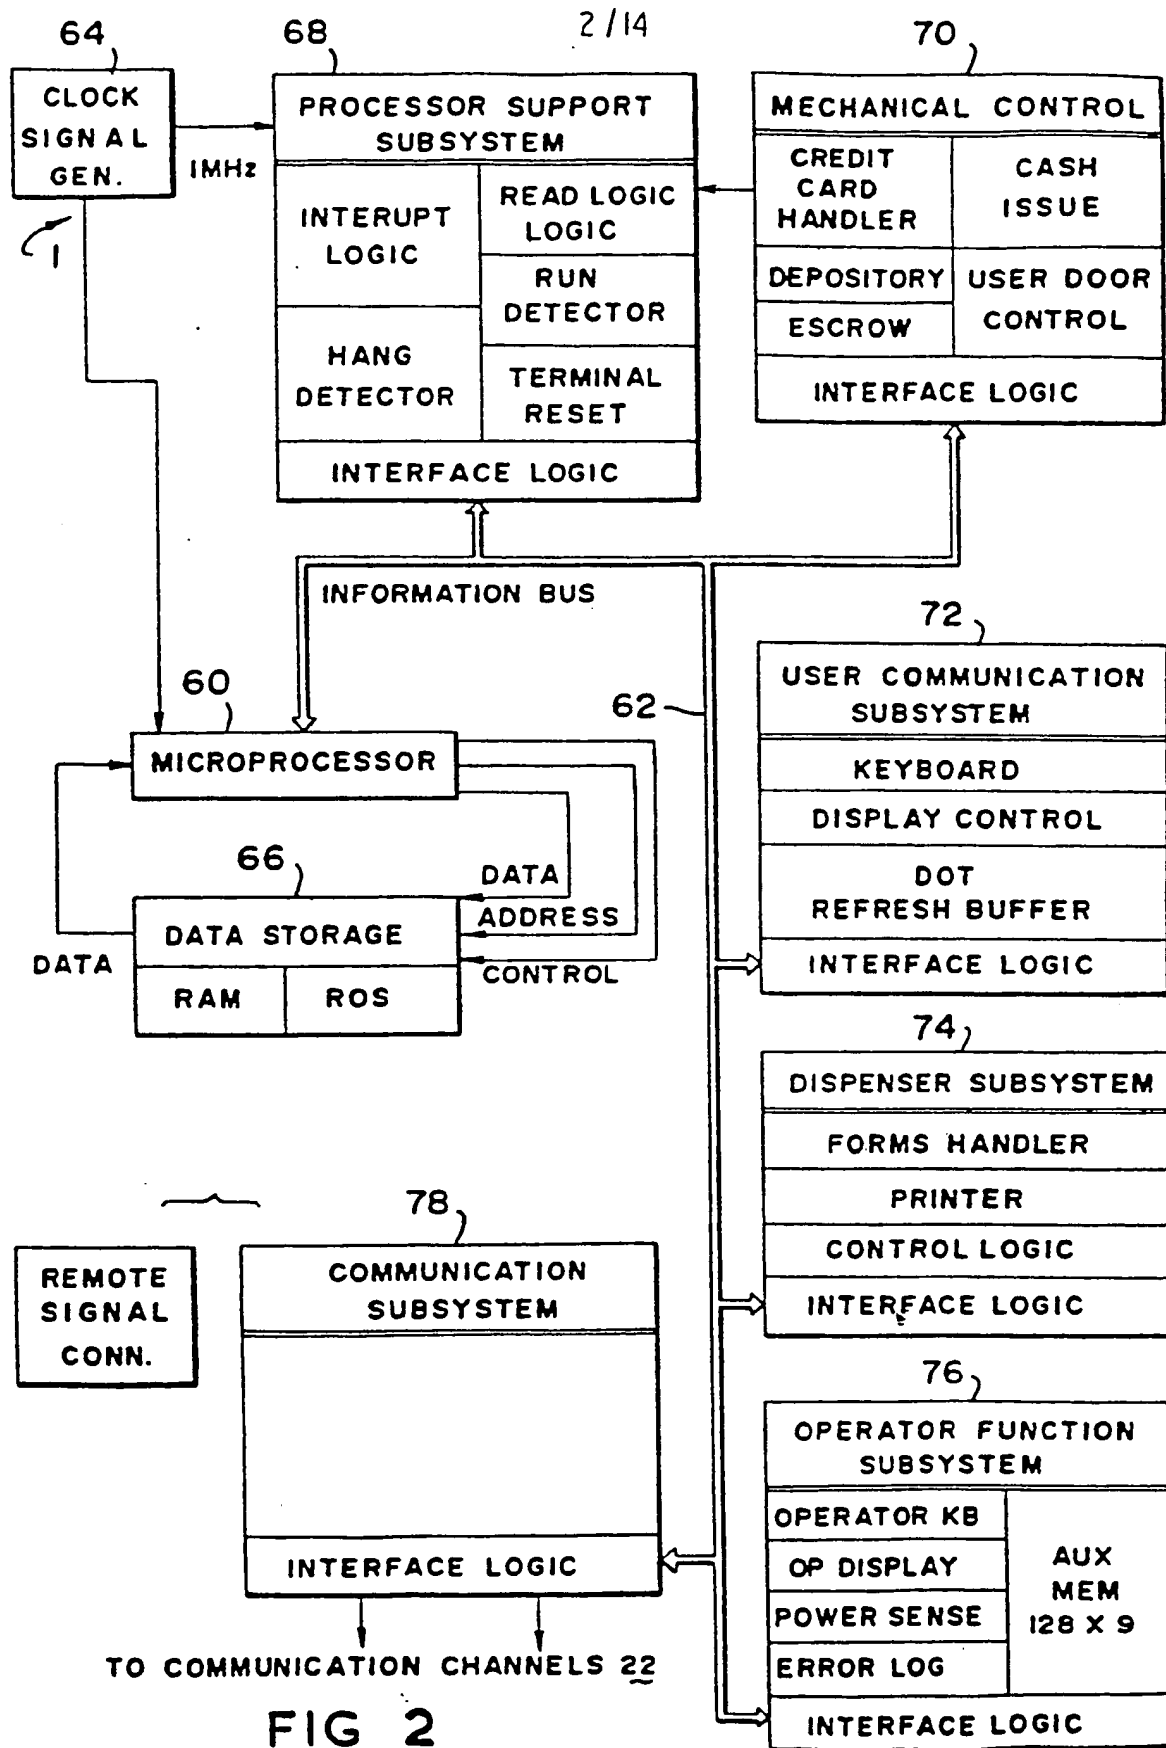 2/14
64
CLOCK
SIGNAL
GEN.
1MHz
1
68
PROCESSOR SUPPORT
SUBSYSTEM
INTERUPT
LOGIC
READ LOGIC
LOGIC
RUN
DETECTOR
HANG
DETECTOR
TERMINAL
RESET
INTERFACE LOGIC
70
MECHANICAL CONTROL
CREDIT
CARD
HANDLER
CASH
ISSUE
DEPOSITORY
ESCROW
USER DOOR
CONTROL
INTERFACE LOGIC
INFORMATION BUS
62
60
MICROPROCESSOR
66
DATA STORAGE
RAM
ROS
DATA
DATA
ADDRESS
CONTROL
72
USER COMMUNICATION
SUBSYSTEM
KEYBOARD
DISPLAY CONTROL
DOT
REFRESH BUFFER
INTERFACE LOGIC
74
DISPENSER SUBSYSTEM
FORMS HANDLER
PRINTER
CONTROL LOGIC
INTERFACE LOGIC
REMOTE
SIGNAL
CONN.
78
COMMUNICATION
SUBSYSTEM
INTERFACE LOGIC
TO COMMUNICATION CHANNELS 22
76
OPERATOR FUNCTION
SUBSYSTEM
OPERATOR KB
OP DISPLAY
POWER SENSE
ERROR LOG
AUX
MEM
128 X 9
INTERFACE LOGIC
FIG 2